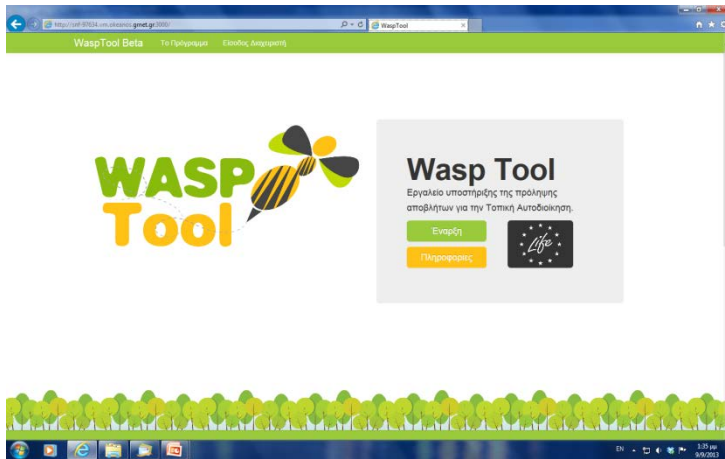 WaspTool
WaspTool Beta Το Πρόγραμμα Είσοδος Διαχειριστή
WASP
Tool
Wasp Tool
Εργαλείο υποστήριξης της πρόληψης
αποβλήτων για την Τοπική Αυτοδιοίκηση.
Έναρξη
Πληροφορίες
Life
EN
1:35 μμ
9/9/2013